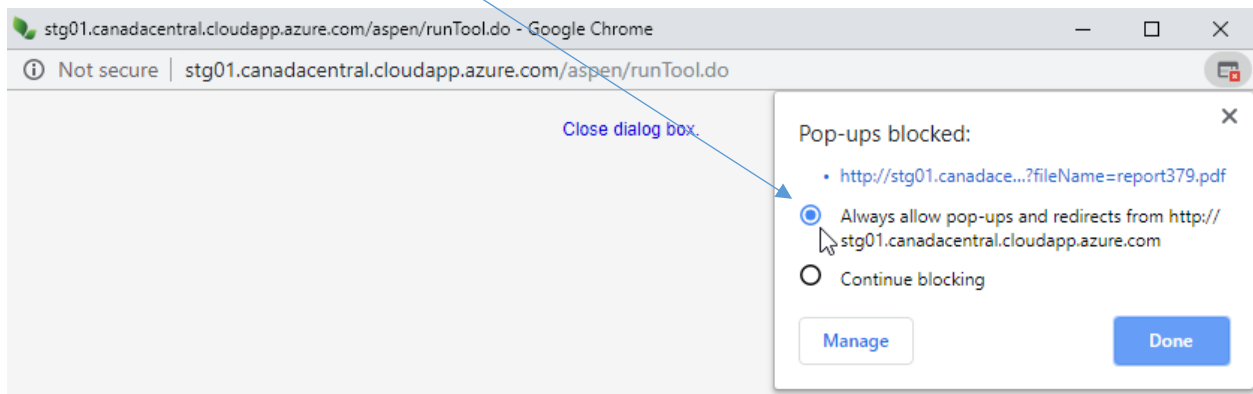 stg01.canadacentral.cloudapp.azure.com/aspen/runTool.do - Google Chrome
Not secure | stg01.canadacentral.cloudapp.azure.com/aspen/runTool.do
Close dialog box.
Pop-ups blocked:
• http://stg01.canadace...?fileName=report379.pdf
Always allow pop-ups and redirects from http://
stg01.canadacentral.cloudapp.azure.com
Continue blocking
Manage
Done